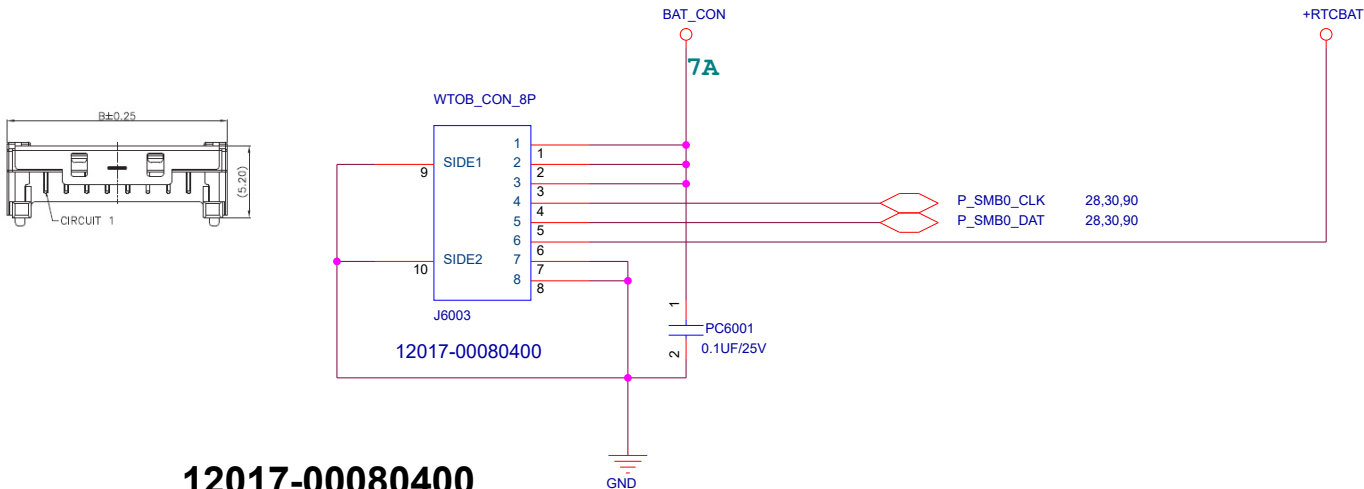 BAT_CON
+RTCBAT
7A
WTOB_CON_8P
B±0.25
(5.20)
CIRCUIT 1
SIDE1
SIDE2
9
10
1
2
3
4
5
6
7
8
1
2
3
4
5
6
7
8
P_SMB0_CLK 28,30,90
P_SMB0_DAT 28,30,90
J6003
12017-00080400
1
2
PC6001
0.1UF/25V
12017-00080400
GND